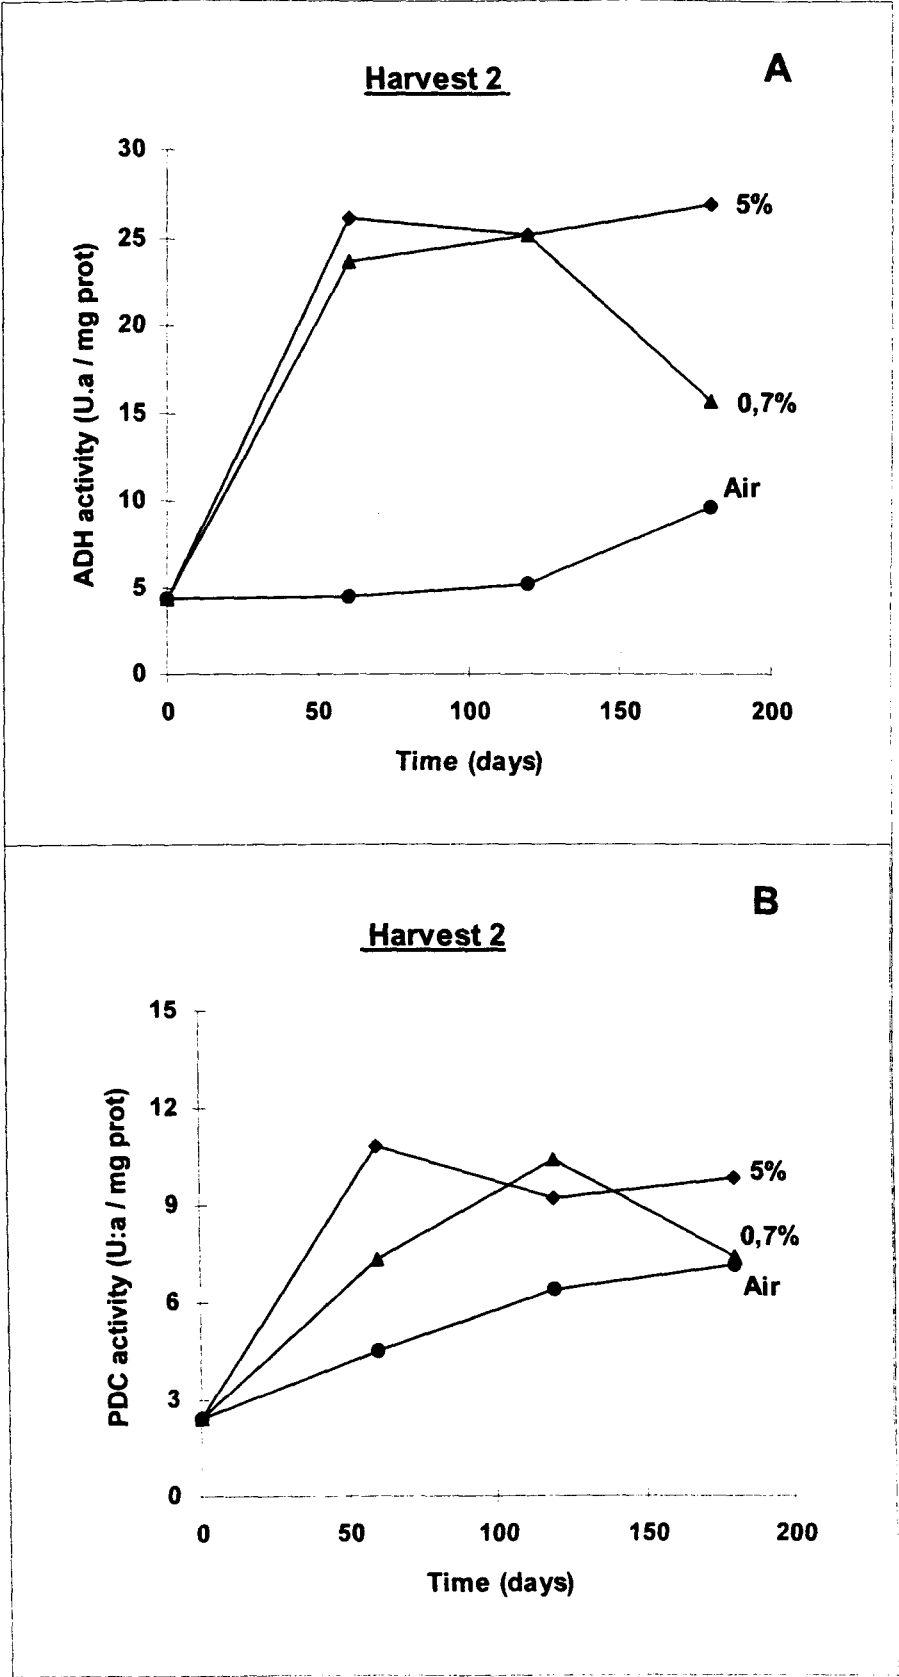 A
Harvest 2
30
25
20
15
10
5
0
ADH activity (U.a / mg prot)
5%
0,7%
Air
0 50 100 150 200
Time (days)
B
Harvest 2
15
12
9
6
3
0
PDC activity (U:a / mg prot)
5%
0,7%
Air
0 50 100 150 200
Time (days)